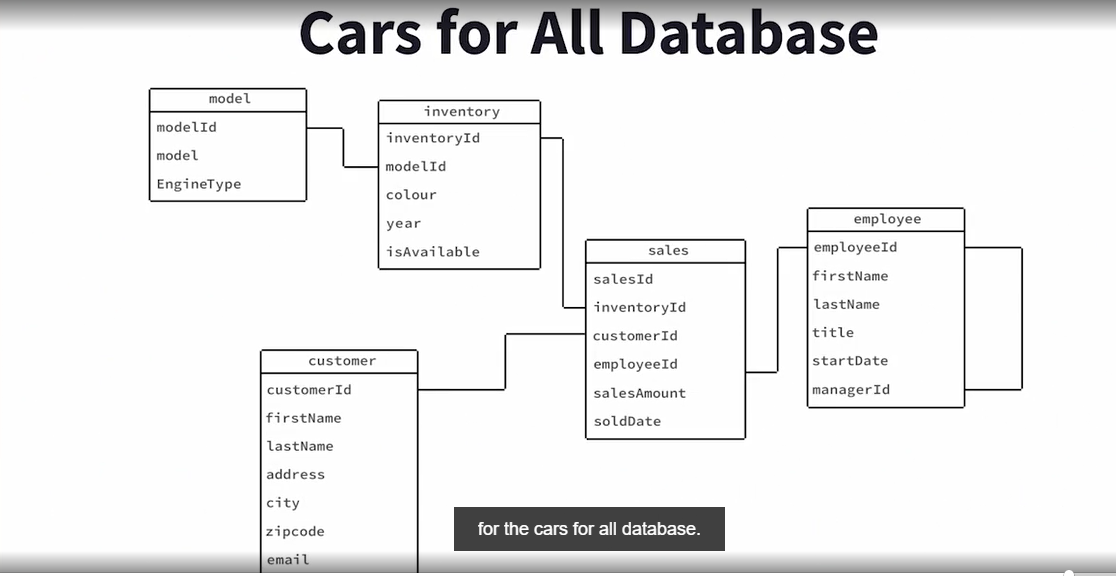 Cars for All Database
model
modelId
model
EngineType
inventory
inventoryId
modelId
colour
year
isAvailable
sales
salesId
inventoryId
customerId
employeeId
salesAmount
soldDate
employee
employeeId
firstName
lastName
title
startDate
managerId
customer
customerId
firstName
lastName
address
city
zipcode
email
for the cars for all database.